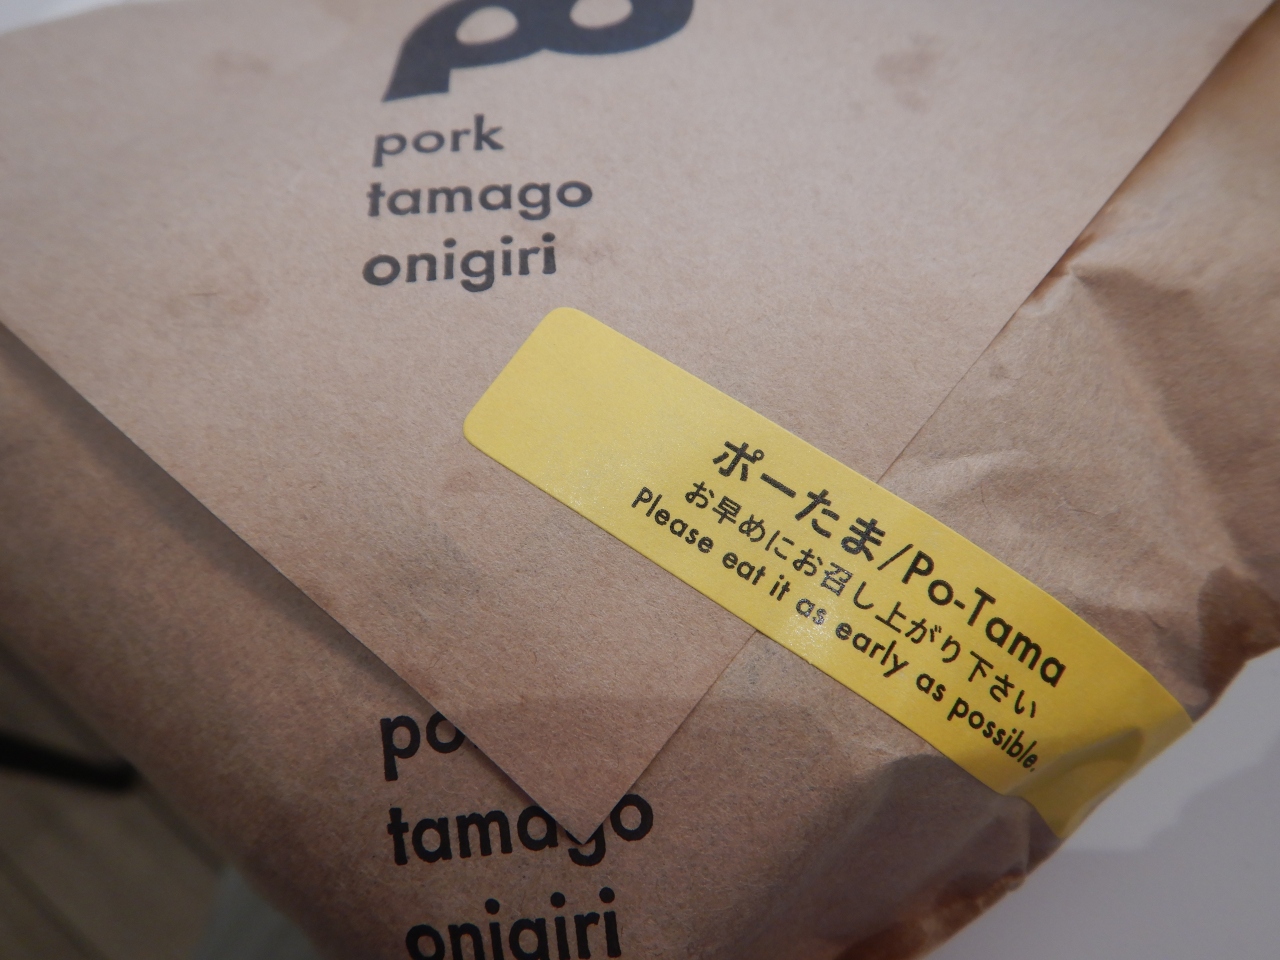 po
pork
tamago
onigiri
ポーたま/Po-Tama
お早めにお召し上がり下さい
Please eat it as early as possible.
po
tamago
onigiri